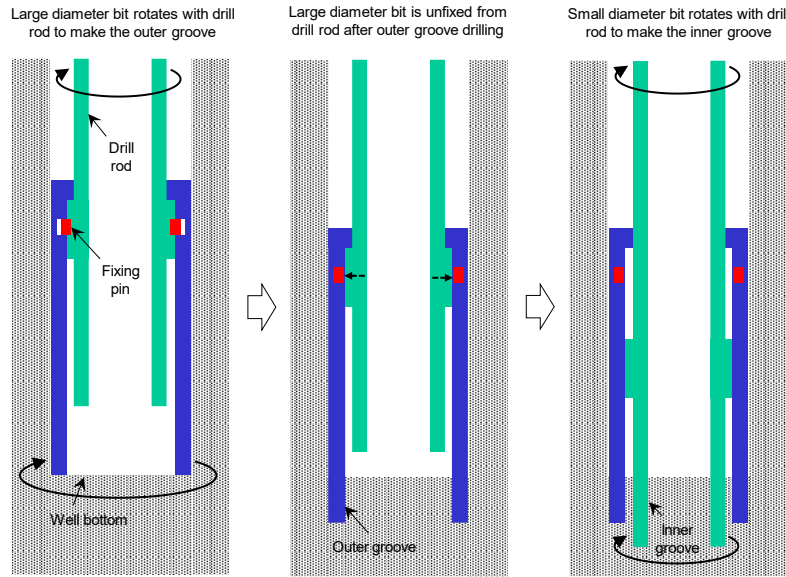 Large diameter bit rotates with drill
rod to make the outer groove
Large diameter bit is unfixed from
drill rod after outer groove drilling
Small diameter bit rotates with dril
rod to make the inner groove
Drill
rod
Fixing
pin
Well bottom
Outer groove
Inner
groove